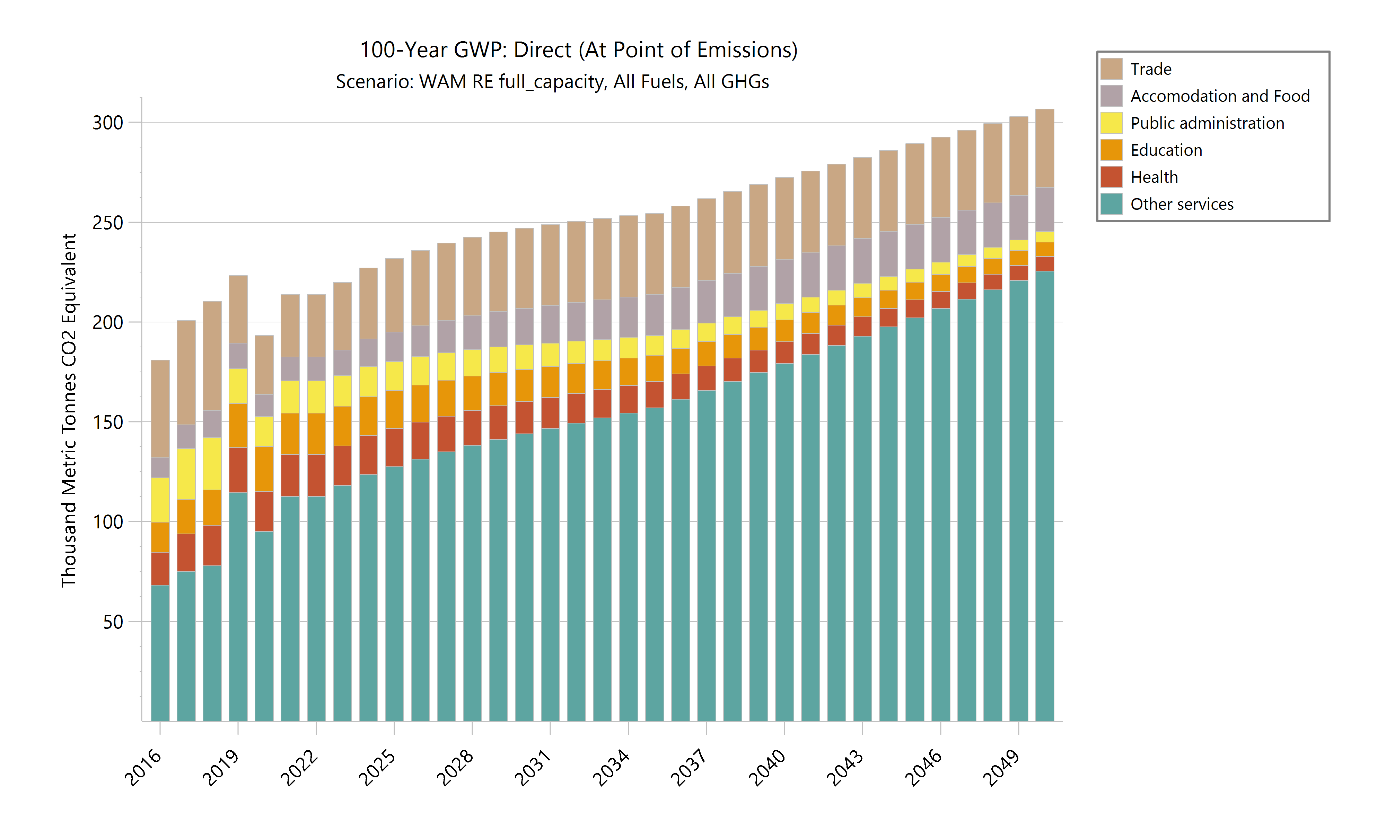 100-Year GWP: Direct (At Point of Emissions)
Scenario: WAM RE full_capacity, All Fuels, All GHGs
Trade
Accomodation and Food
Public administration
Education
Health
Other services
Thousand Metric Tonnes CO2 Equivalent
300
250
200
150
100
50
2016
2019
2022
2025
2028
2031
2034
2037
2040
2043
2046
2049